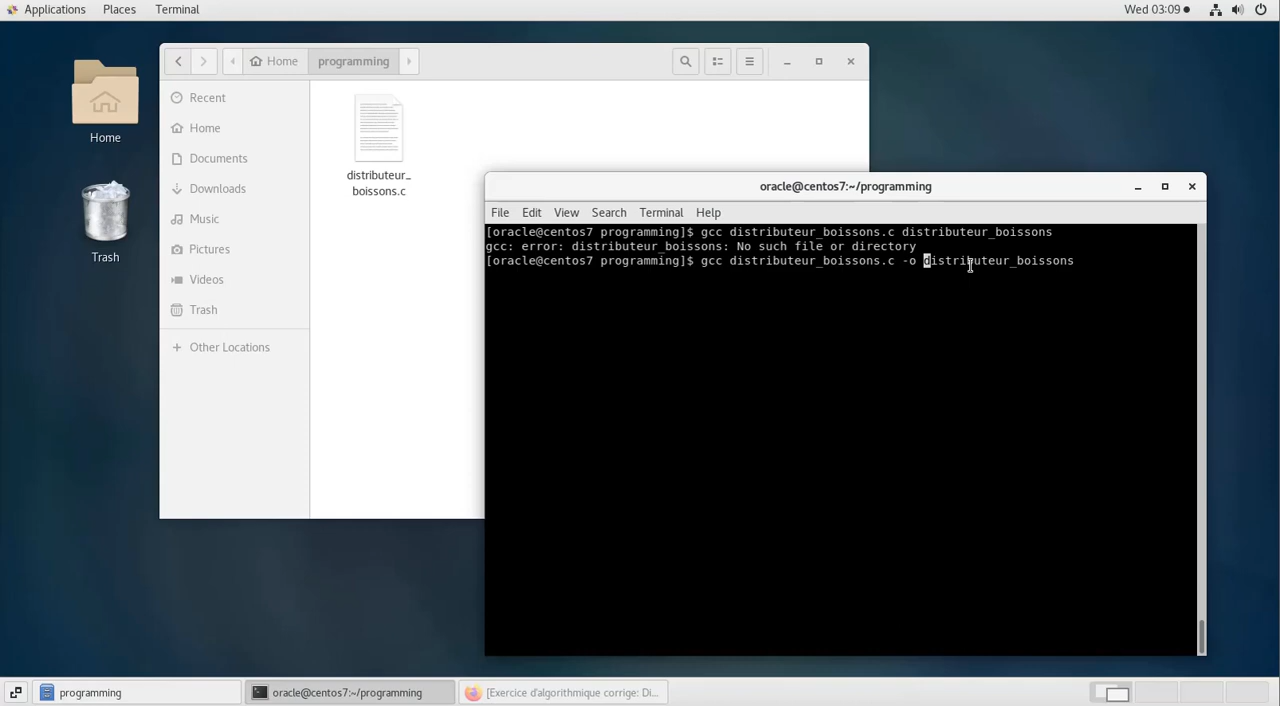 Applications Places Terminal Wed 03:09
Home
Trash
Home programming
Recent
Home
Documents
Downloads
Music
Pictures
Videos
Trash
Other Locations
distributeur_
boissons.c
oracle@centos7:~/programming
File Edit View Search Terminal Help
[oracle@centos7 programming]$ gcc distributeur_boissons.c distributeur_boissons
gcc: error: distributeur_boissons: No such file or directory
[oracle@centos7 programming]$ gcc distributeur_boissons.c -o distributeur_boissons
programming oracle@centos7:~/programming [Exercice d'algorithmique corrige: Di...